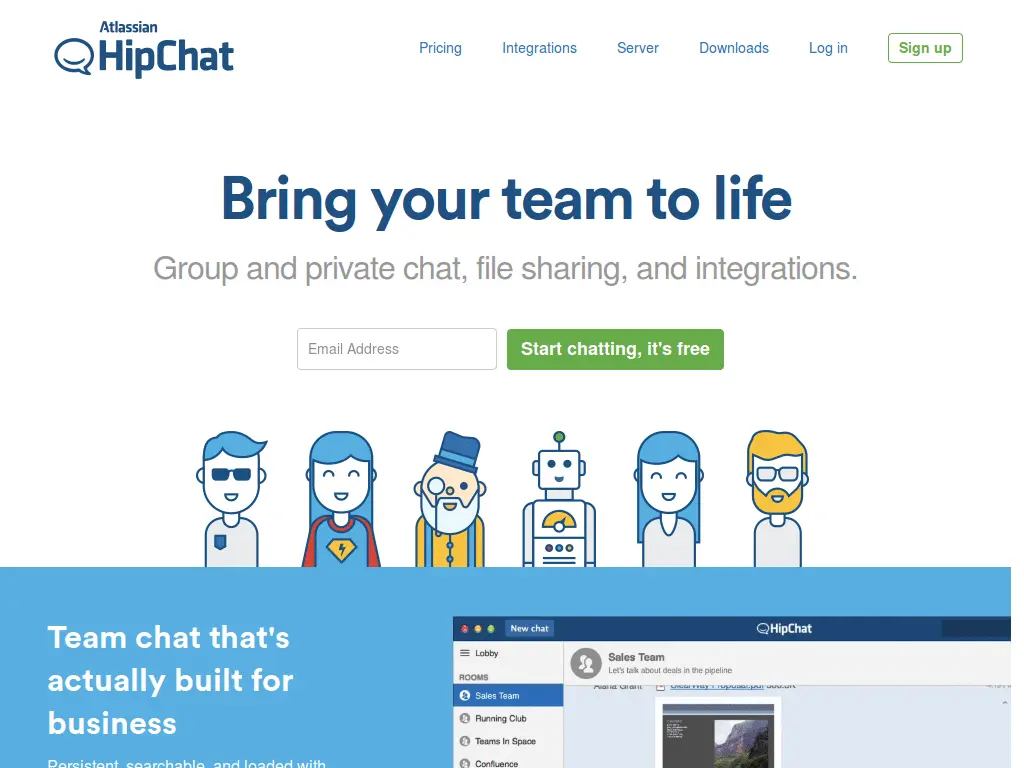 Atlassian
HipChat
Pricing
Integrations
Server
Downloads
Log in
Sign up
Bring your team to life
Group and private chat, file sharing, and integrations.
Email Address
Start chatting, it's free
Team chat that's
actually built for
business
Persistent, searchable, and loaded with
New chat
HipChat
Lobby
ROOMS
Sales Team
Running Club
Teams In Space
Confluence
Sales Team
Let's talk about deals in the pipeline
Alana Grant
ClearWay Proposal.pdf